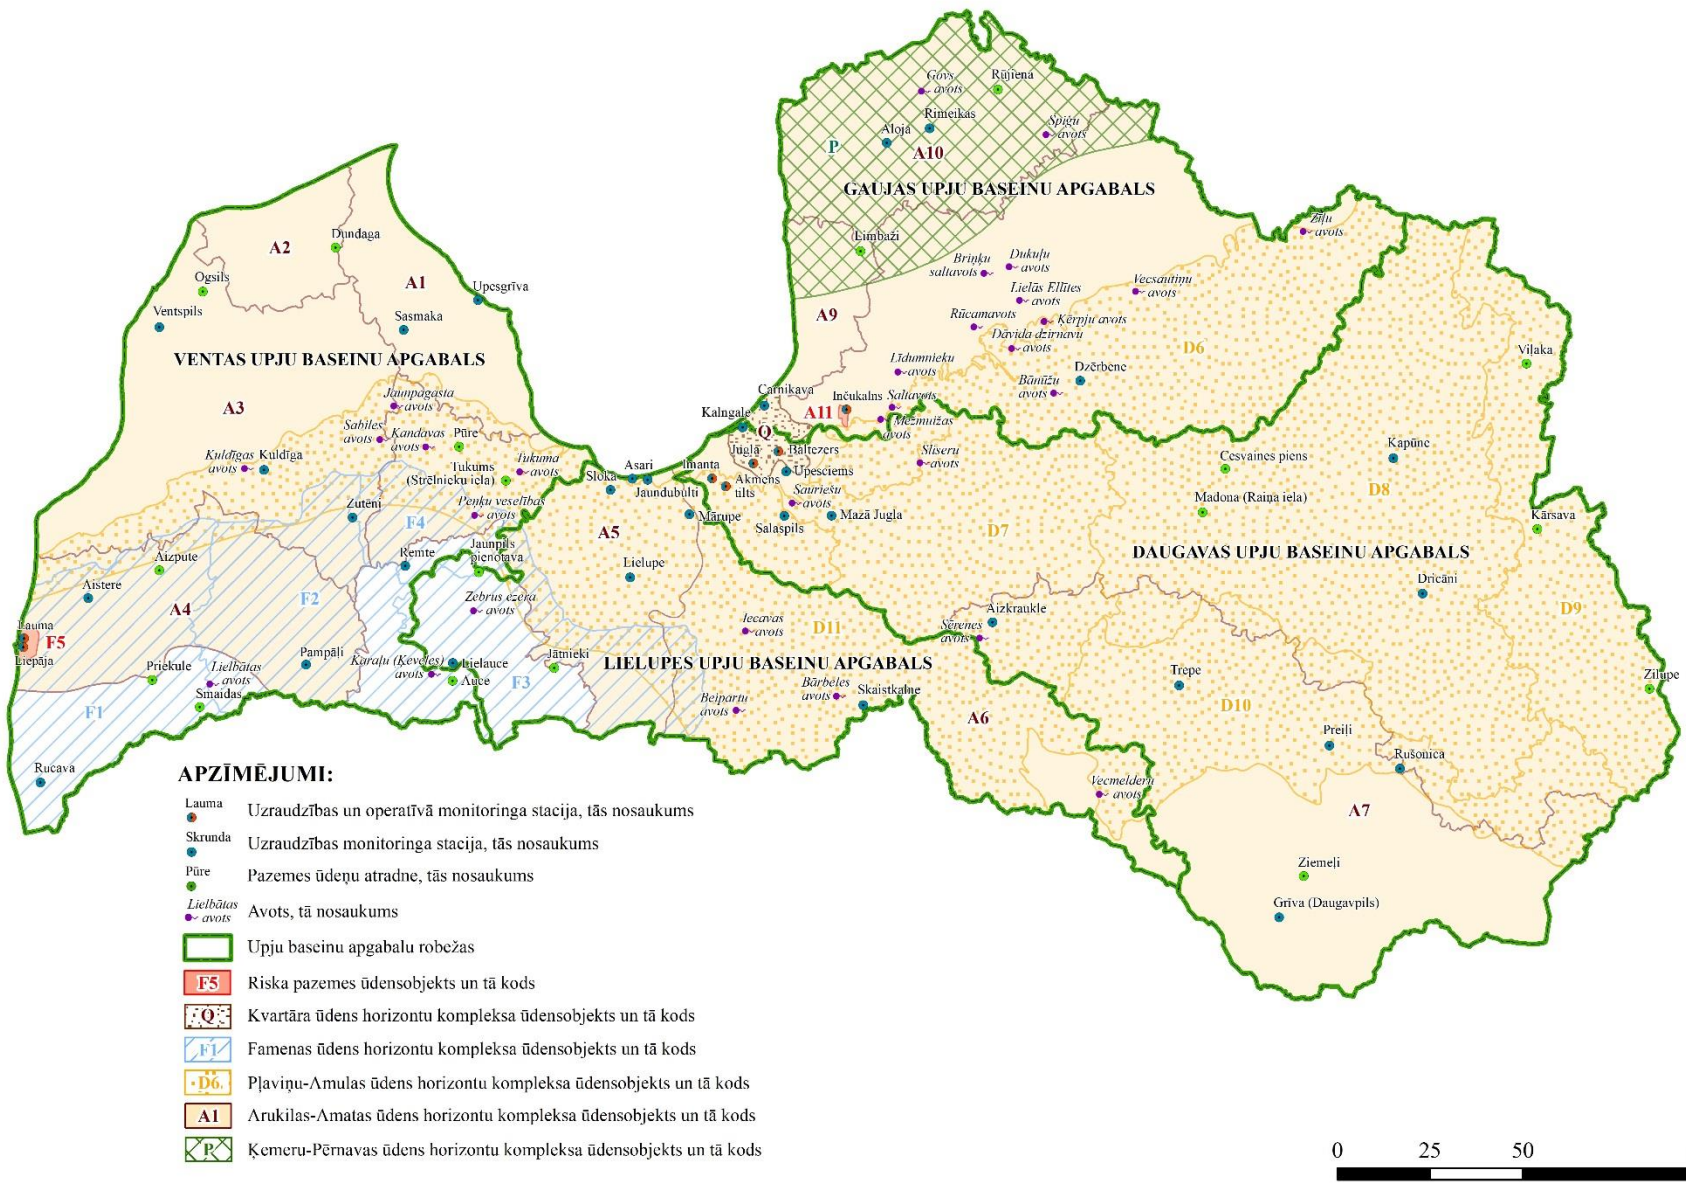 Govs
avots
Rūjiena
Rimeikas
Aloja
Spiģu
avots
P
A10
GAUJAS UPJU BASEINU APGABALS
Dundaga
A2
Limbaži
Zīļu
avots
Ogsils
A1
Upesgrīva
Briņķu
saltavots
Dukuļu
avots
Vecsautiņu
avots
Ventspils
Sasmaka
A9
Lielās Ellītes
avots
Rūcamavots
Ķērpju avots
Dāvida dzirnavu
avots
D6
VENTAS UPJU BASEINU APGABALS
Līdumnieku
avots
Dzērbene
Viļaka
Jaunpagasta
avots
Bānūžu
avots
A3
Carnikava
Inčukalns
Saltavots
Kalngale
A11
Mežmuižas
avots
Sabiles
avots
Kandavas
avots
Pūre
Q
Jugla
Baltezers
Kapūne
Kuldīgas
avots
Kuldīga
Tukums
(Strēlnieku iela)
Tukuma
avots
Sloka
Asari
Jaundubulti
Imanta
Akmens
tilts
Upesciems
Sliseru
avots
Cesvaines piens
D8
Zutēni
F4
Peņķu veselības
avots
Mārupe
Sauriešu
avots
Salaspils
Mazā Jugla
Madona (Raiņa iela)
Kārsava
A5
D7
DAUGAVAS UPJU BASEINU APGABALS
Aizpute
Remte
Jaunpils
pienotava
Lielupe
Aistere
F2
Dricāni
A4
Zebrus ezera
avots
D9
Lauma
F5
Liepāja
Iecavas
avots
D11
Aizkraukle
Sērenes
avots
Priekule
Lielbātas
avots
Pampāļi
Karaļu (Ķeveles)
avots
Lielauce
Auce
Jātnieki
LIELUPES UPJU BASEINU APGABALS
Trepe
Zilupe
Smaidas
F1
F3
Beipartu
avots
Bārbeles
avots
Skaistkalne
D10
A6
Preiļi
Rušonica
Rucava
Vecmelderu
avots
A7
Ziemeļi
Grīva (Daugavpils)
APZĪMĒJUMI:
Lauma
Uzraudzības un operatīvā monitoringa stacija, tās nosaukums
Skrunda
Uzraudzības monitoringa stacija, tās nosaukums
Pūre
Pazemes ūdeņu atradne, tās nosaukums
Lielbātas
avots
Avots, tā nosaukums
Upju baseinu apgabalu robežas
F5 Riska pazemes ūdensobjekts un tā kods
Q Kvartāra ūdens horizontu kompleksa ūdensobjekts un tā kods
F1 Famenas ūdens horizontu kompleksa ūdensobjekts un tā kods
D6 Pļaviņu-Amulas ūdens horizontu kompleksa ūdensobjekts un tā kods
A1 Arukilas-Amatas ūdens horizontu kompleksa ūdensobjekts un tā kods
P Ķemeru-Pērnavas ūdens horizontu kompleksa ūdensobjekts un tā kods
0 25 50